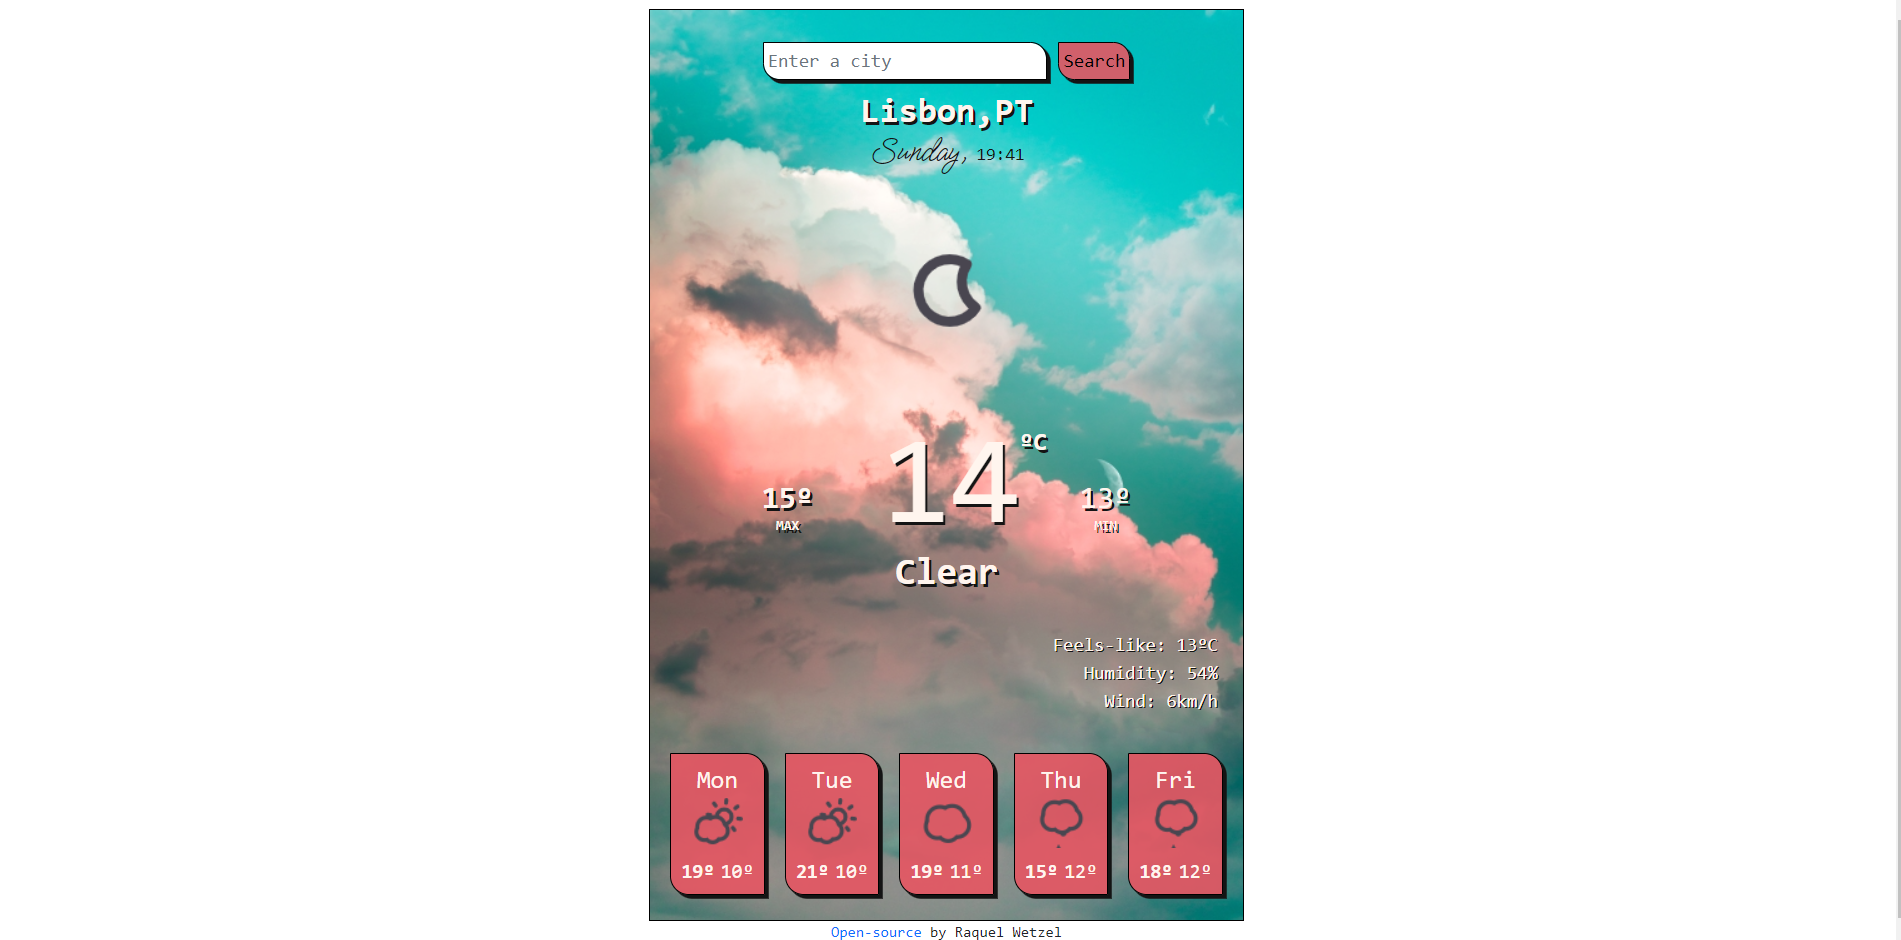 Enter a city Search
Lisbon,PT
Sunday, 19:41
14 ºC
15º 13º
MAX MIN
Clear
Feels-like: 13ºC
Humidity: 54%
Wind: 6km/h
Mon Tue Wed Thu Fri
19º 10º 21º 10º 19º 11º 15º 12º 18º 12º
Open-source by Raquel Wetzel